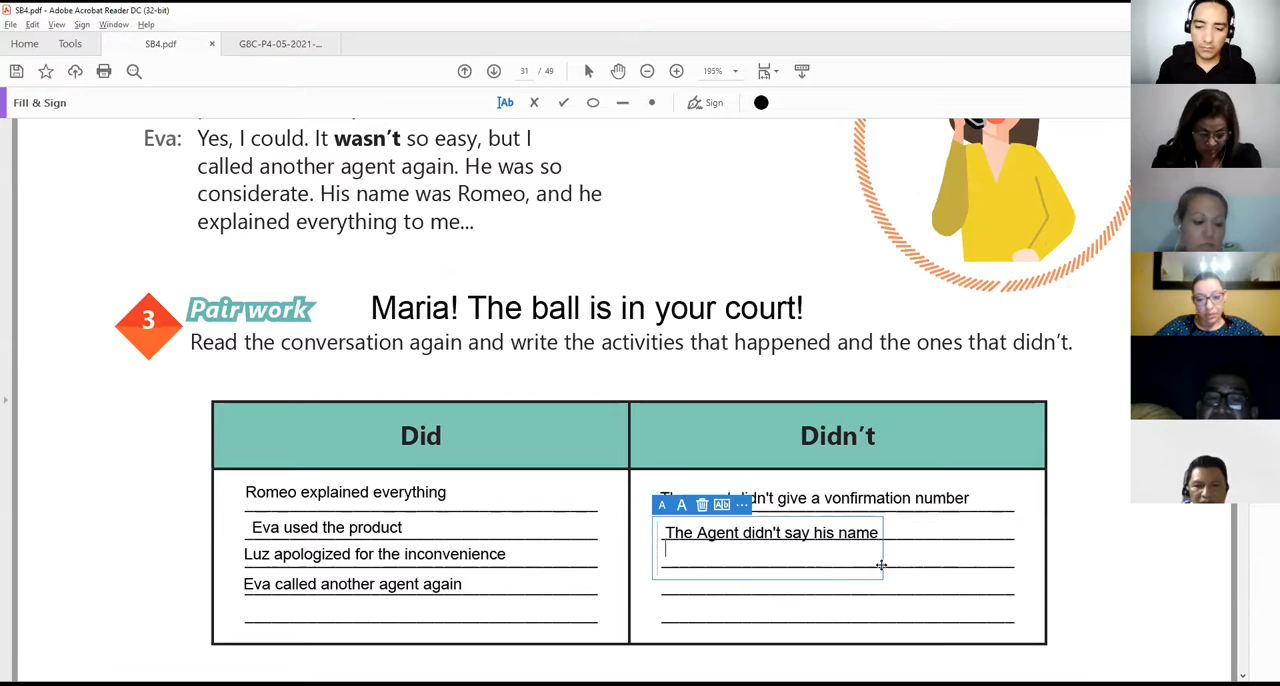 SB4.pdf - Adobe Acrobat Reader DC (32-bit)
File Edit View Sign Window Help
Home Tools SB4.pdf × G8C-P4-05-2021-...
31 / 49 195%
Fill & Sign Ab Sign
Eva: Yes, I could. It wasn't so easy, but I
called another agent again. He was so
considerate. His name was Romeo, and he
explained everything to me...
3 Pair work Maria! The ball is in your court!
Read the conversation again and write the activities that happened and the ones that didn't.
Did Didn't
Romeo explained everything
didn't give a vonfirmation number
A A Ab ...
Eva used the product
The Agent didn't say his name
Luz apologized for the inconvenience
Eva called another agent again